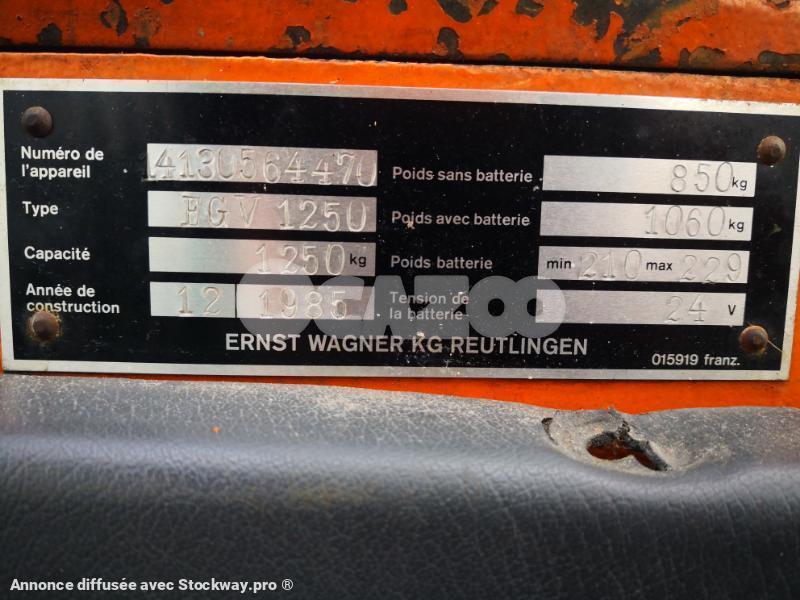 Numéro de l'appareil 14130564470
Type EGV 1250
Capacité 1250 kg
Année de construction 12 1985
Poids sans batterie 850 kg
Poids avec batterie 1060 kg
Poids batterie min 210 max 229
Tension de la batterie 24 V
OCAZOO
ERNST WAGNER KG REUTLINGEN
015919 franz.
Annonce diffusée avec Stockway.pro ®